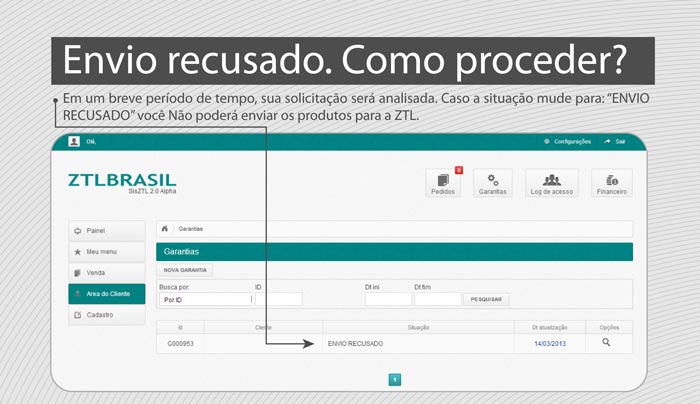 Envio recusado. Como proceder?
Em um breve período de tempo, sua solicitação será analisada. Caso a situação mude para: “ENVIO
RECUSADO” você Não poderá enviar os produtos para a ZTL.
Olá,
Configurações
Sair
ZTLBRASIL
SisZTL 2.0 Alpha
0
Pedidos
Garantias
Log de acesso
Financeiro
Painel
Meu menu
Venda
Area do Cliente
Cadastro
Garantias
Garantias
NOVA GARANTIA
Busca por: ID Dt ini Dt fim
Por ID PESQUISAR
Id Cliente Situação Dt atualização Opções
G000953 ENVIO RECUSADO 14/03/2013
1